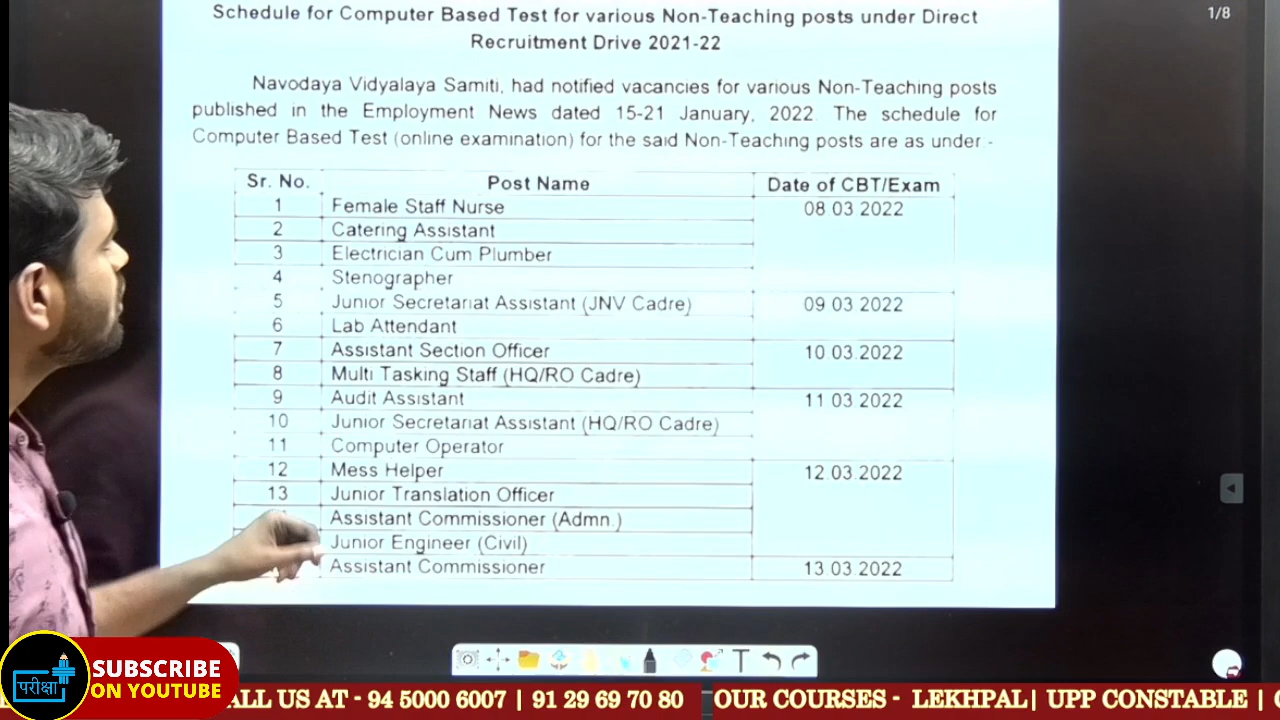 Schedule for Computer Based Test for various Non-Teaching posts under Direct
Recruitment Drive 2021-22
1/8
Navodaya Vidyalaya Samiti, had notified vacancies for various Non-Teaching posts
published in the Employment News dated 15-21 January, 2022. The schedule for
Computer Based Test (online examination) for the said Non-Teaching posts are as under -
Sr. No. Post Name Date of CBT/Exam
1 Female Staff Nurse 08 03 2022
2 Catering Assistant
3 Electrician Cum Plumber
4 Stenographer
5 Junior Secretariat Assistant (JNV Cadre) 09 03 2022
6 Lab Attendant
7 Assistant Section Officer 10 03.2022
8 Multi Tasking Staff (HQ/RO Cadre)
9 Audit Assistant 11 03 2022
10 Junior Secretariat Assistant (HQ/RO Cadre)
11 Computer Operator
12 Mess Helper 12.03.2022
13 Junior Translation Officer
Assistant Commissioner (Admn.)
Junior Engineer (Civil)
Assistant Commissioner 13.03.2022
T
परीक्षा
SUBSCRIBE
ON YOUTUBE
ALL US AT - 94 5000 6007 | 91 29 69 70 80 OUR COURSES - LEKHPAL| UPP CONSTABLE |